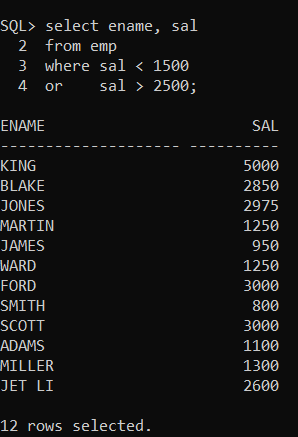 SQL> select ename, sal
  2  from emp
  3  where sal < 1500
  4  or    sal > 2500;

ENAME                       SAL
-------------------- ----------
KING                       5000
BLAKE                      2850
JONES                      2975
MARTIN                     1250
JAMES                       950
WARD                       1250
FORD                       3000
SMITH                       800
SCOTT                      3000
ADAMS                      1100
MILLER                     1300
JET LI                     2600

12 rows selected.